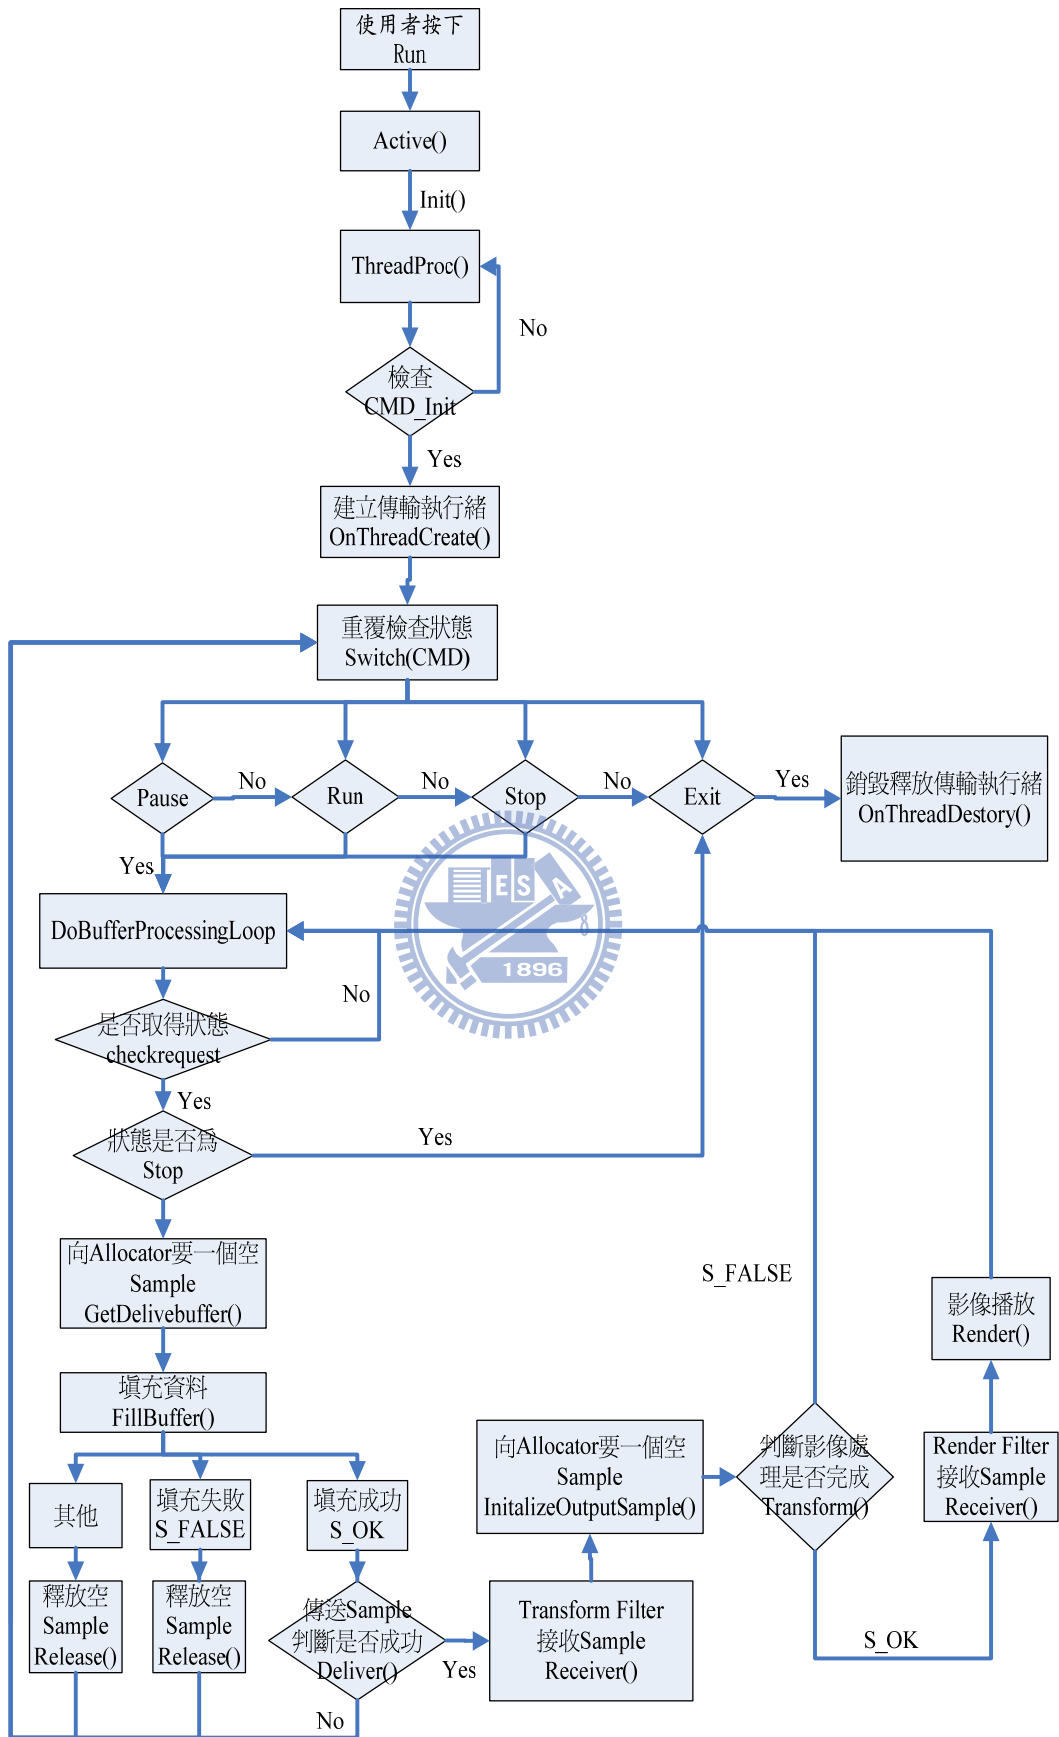 使用者按下
Run
Active()
Init()
ThreadProc()
No
檢查
CMD_Init
Yes
建立傳輸執行緒
OnThreadCreate()
重覆檢查狀態
Switch(CMD)
Pause
No
Run
No
Stop
No
Exit
Yes
銷毀釋放傳輸執行緒
OnThreadDestory()
Yes
DoBufferProcessingLoop
E S A
1896
No
是否取得狀態
checkrequest
Yes
狀態是否為
Stop
Yes
向Allocator要一個空
Sample
GetDelivebuffer()
S_FALSE
影像播放
Render()
填充資料
FillBuffer()
其他
填充失敗
S_FALSE
填充成功
S_OK
向Allocator要一個空
Sample
InitalizeOutputSample()
判斷影像處
理是否完成
Transform()
Render Filter
接收Sample
Receiver()
釋放空
Sample
Release()
釋放空
Sample
Release()
傳送Sample
判斷是否成功
Deliver()
Yes
Transform Filter
接收Sample
Receiver()
S_OK
No